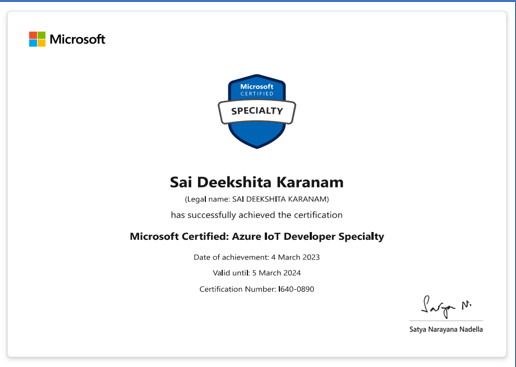 Microsoft
Microsoft
CERTIFIED
SPECIALTY
Sai Deekshita Karanam
(Legal name: SAI DEEKSHITA KARANAM)
has successfully achieved the certification
Microsoft Certified: Azure IoT Developer Specialty
Date of achievement: 4 March 2023
Valid until: 5 March 2024
Certification Number: I640-0890
Satya N.
Satya Narayana Nadella